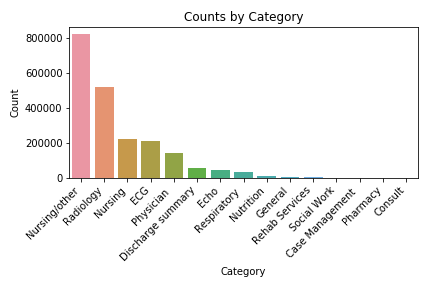 Counts by Category
Count
800000
600000
400000
200000
0
Nursing/other
Radiology
Nursing
ECG
Physician
Discharge summary
Echo
Respiratory
Nutrition
General
Rehab Services
Social Work
Case Management
Pharmacy
Consult
Category